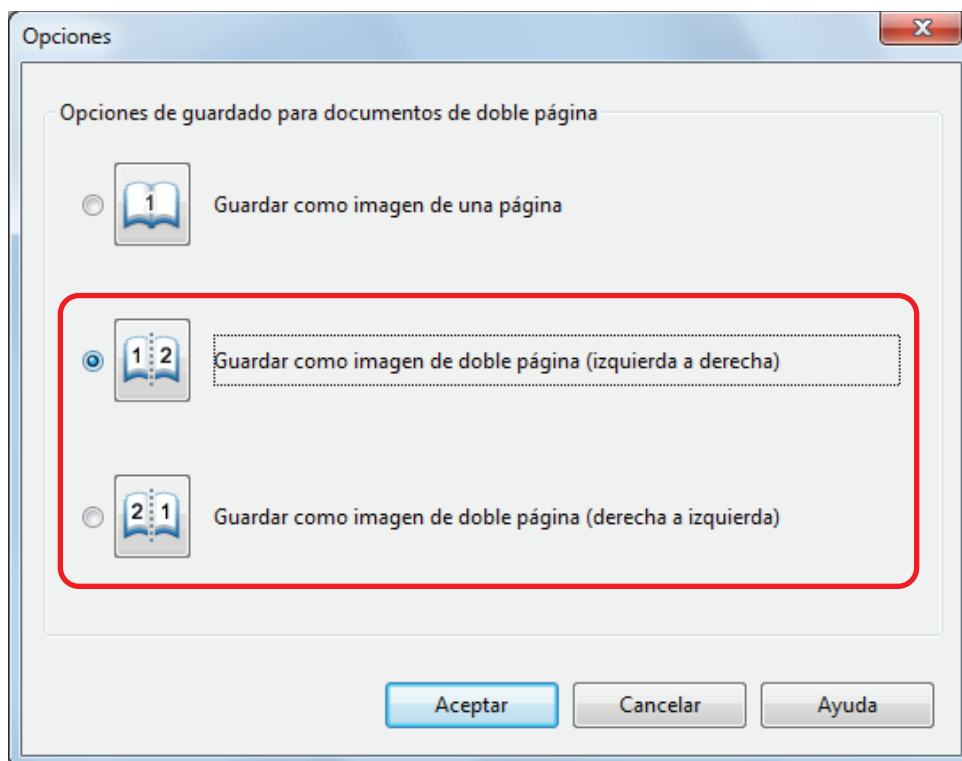 Opciones
Opciones de guardado para documentos de doble página
1 Guardar como imagen de una página
1 2 Guardar como imagen de doble página (izquierda a derecha)
2 1 Guardar como imagen de doble página (derecha a izquierda)
Aceptar Cancelar Ayuda